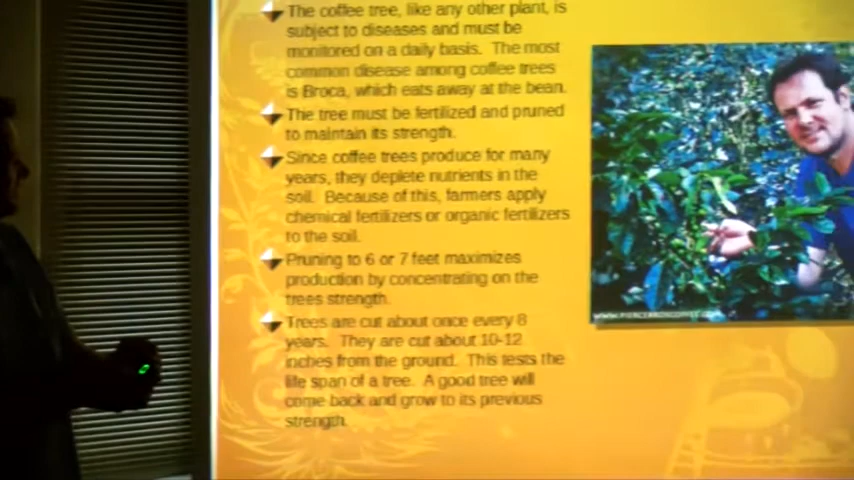 The coffee tree, like any other plant, is
subject to diseases and must be
monitored on a daily basis. The most
common disease among coffee trees
is Broca, which eats away at the bean.
The tree must be fertilized and pruned
to maintain its strength.
Since coffee trees produce for many
years, they deplete nutrients in the
soil. Because of this, farmers apply
chemical fertilizers or organic fertilizers
to the soil.
Pruning to 6 or 7 feet maximizes
production by concentrating on the
trees strength.
Trees are cut about once every 8
years. They are cut about 10-12
inches from the ground. This tests the
life span of a tree. A good tree will
come back and grow to its previous
strength.